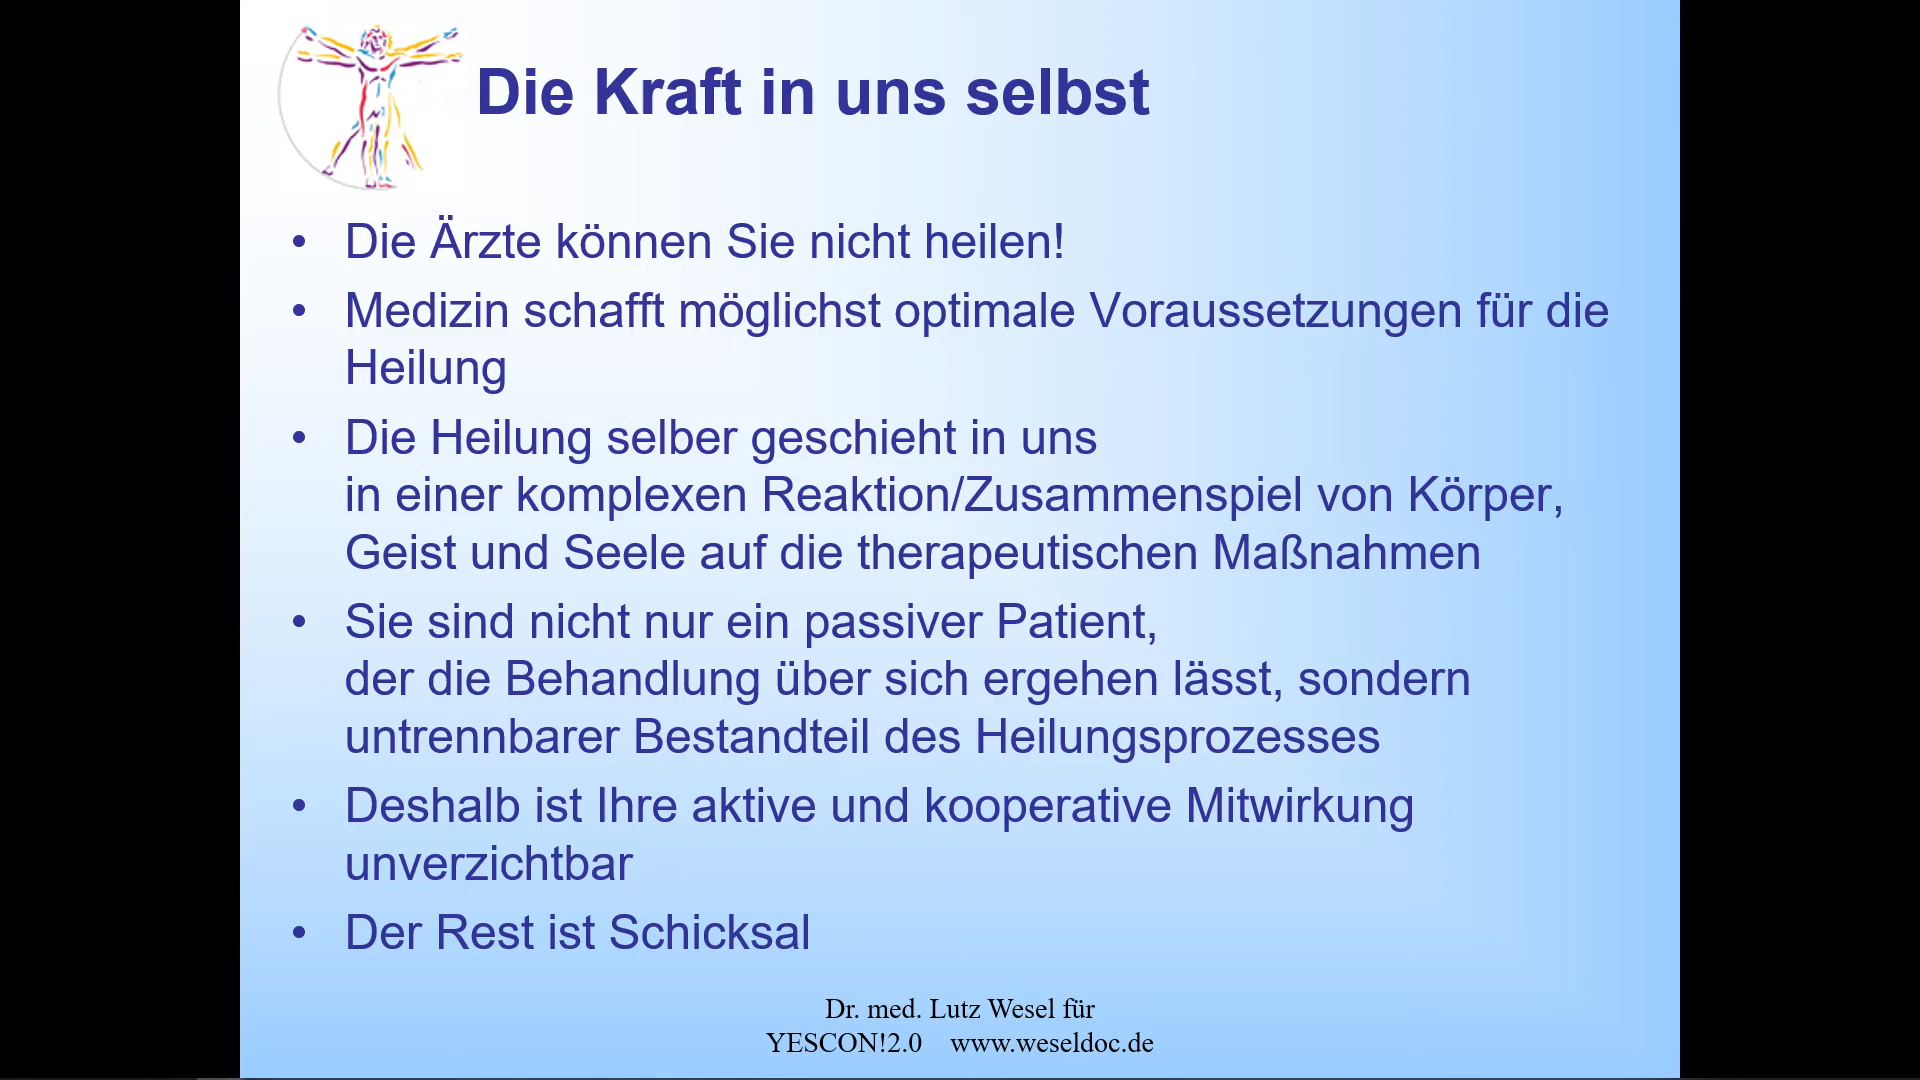 Die Kraft in uns selbst
• Die Ärzte können Sie nicht heilen!
• Medizin schafft möglichst optimale Voraussetzungen für die
Heilung
• Die Heilung selber geschieht in uns
in einer komplexen Reaktion/Zusammenspiel von Körper,
Geist und Seele auf die therapeutischen Maßnahmen
• Sie sind nicht nur ein passiver Patient,
der die Behandlung über sich ergehen lässt, sondern
untrennbarer Bestandteil des Heilungsprozesses
• Deshalb ist Ihre aktive und kooperative Mitwirkung
unverzichtbar
• Der Rest ist Schicksal
Dr. med. Lutz Wesel für
YESCON!2.0 www.weseldoc.de